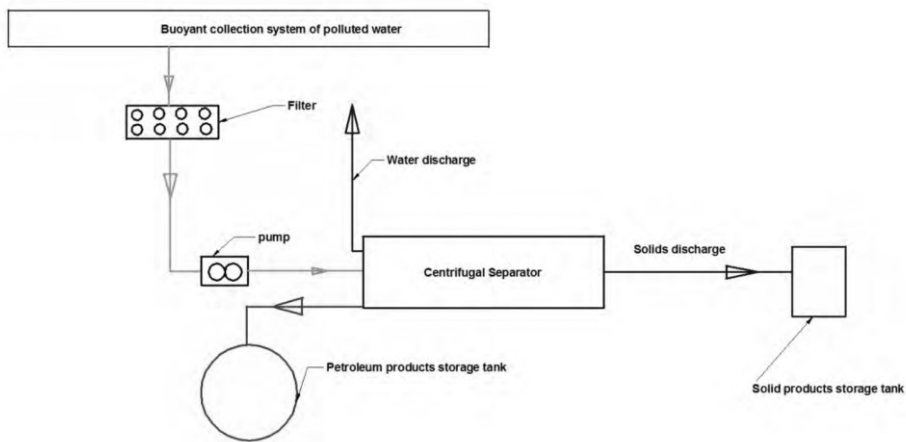 Buoyant collection system of polluted water
Filter
Water discharge
pump
Centrifugal Separator
Solids discharge
Petroleum products storage tank
Solid products storage tank